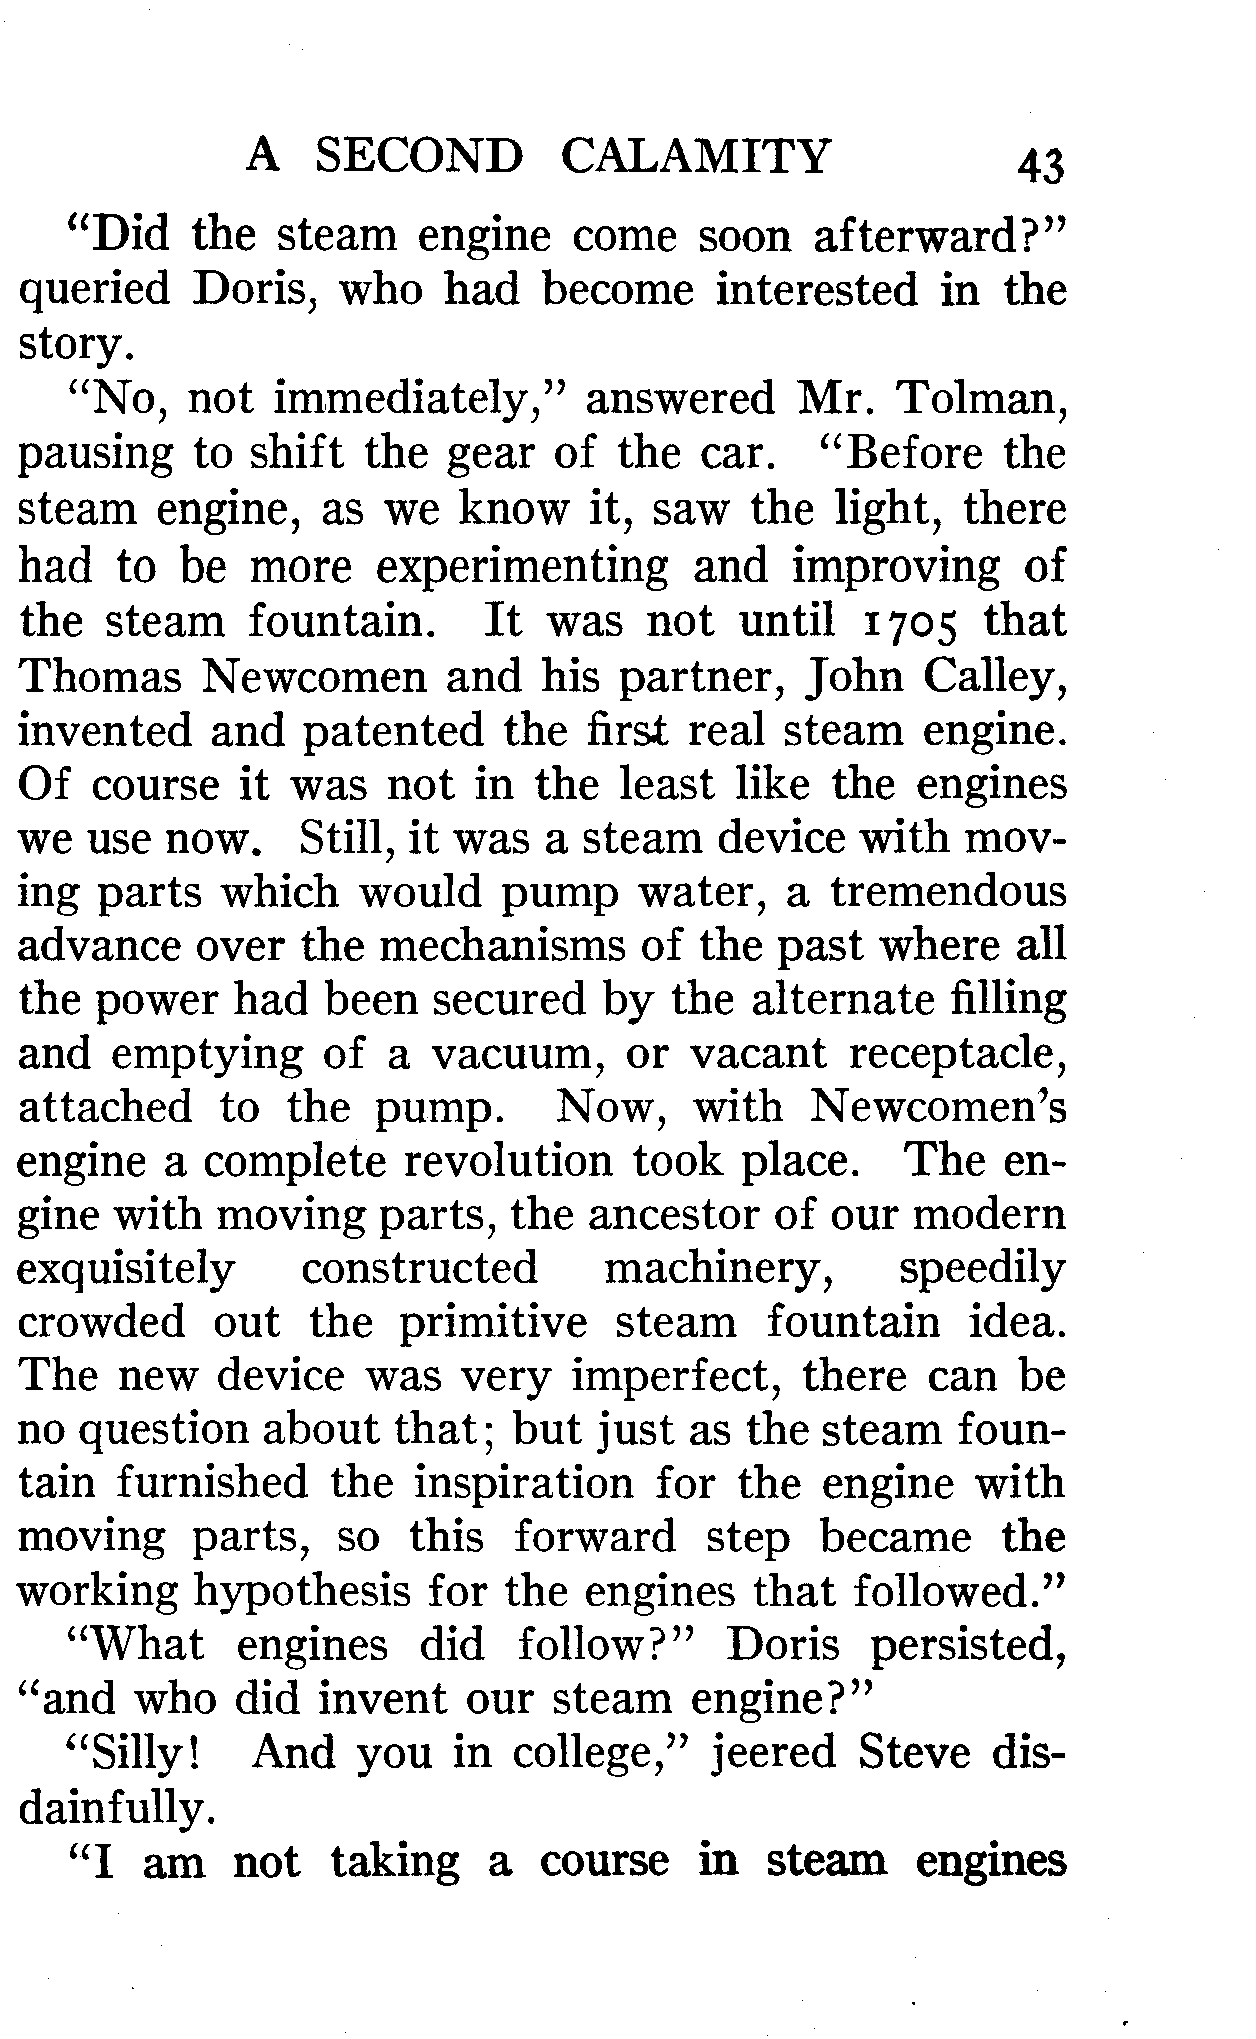 A SECOND CALAMITY 43
"Did the steam engine come soon afterward?"
queried Doris, who had become interested in the
story.
"No, not immediately," answered Mr. Tolman,
pausing to shift the gear of the car. "Before the
steam engine, as we know it, saw the light, there
had to be more experimenting and improving of
the steam fountain. It was not until 1705 that
Thomas Newcomen and his partner, John Calley,
invented and patented the first real steam engine.
Of course it was not in the least like the engines
we use now. Still, it was a steam device with mov-
ing parts which would pump water, a tremendous
advance over the mechanisms of the past where all
the power had been secured by the alternate filling
and emptying of a vacuum, or vacant receptacle,
attached to the pump. Now, with Newcomen's
engine a complete revolution took place. The en-
gine with moving parts, the ancestor of our modern
exquisitely constructed machinery, speedily
crowded out the primitive steam fountain idea.
The new device was very imperfect, there can be
no question about that; but just as the steam foun-
tain furnished the inspiration for the engine with
moving parts, so this forward step became the
working hypothesis for the engines that followed."
"What engines did follow?" Doris persisted,
"and who did invent our steam engine?"
"Silly! And you in college," jeered Steve dis-
dainfully.
"I am not taking a course in steam engines